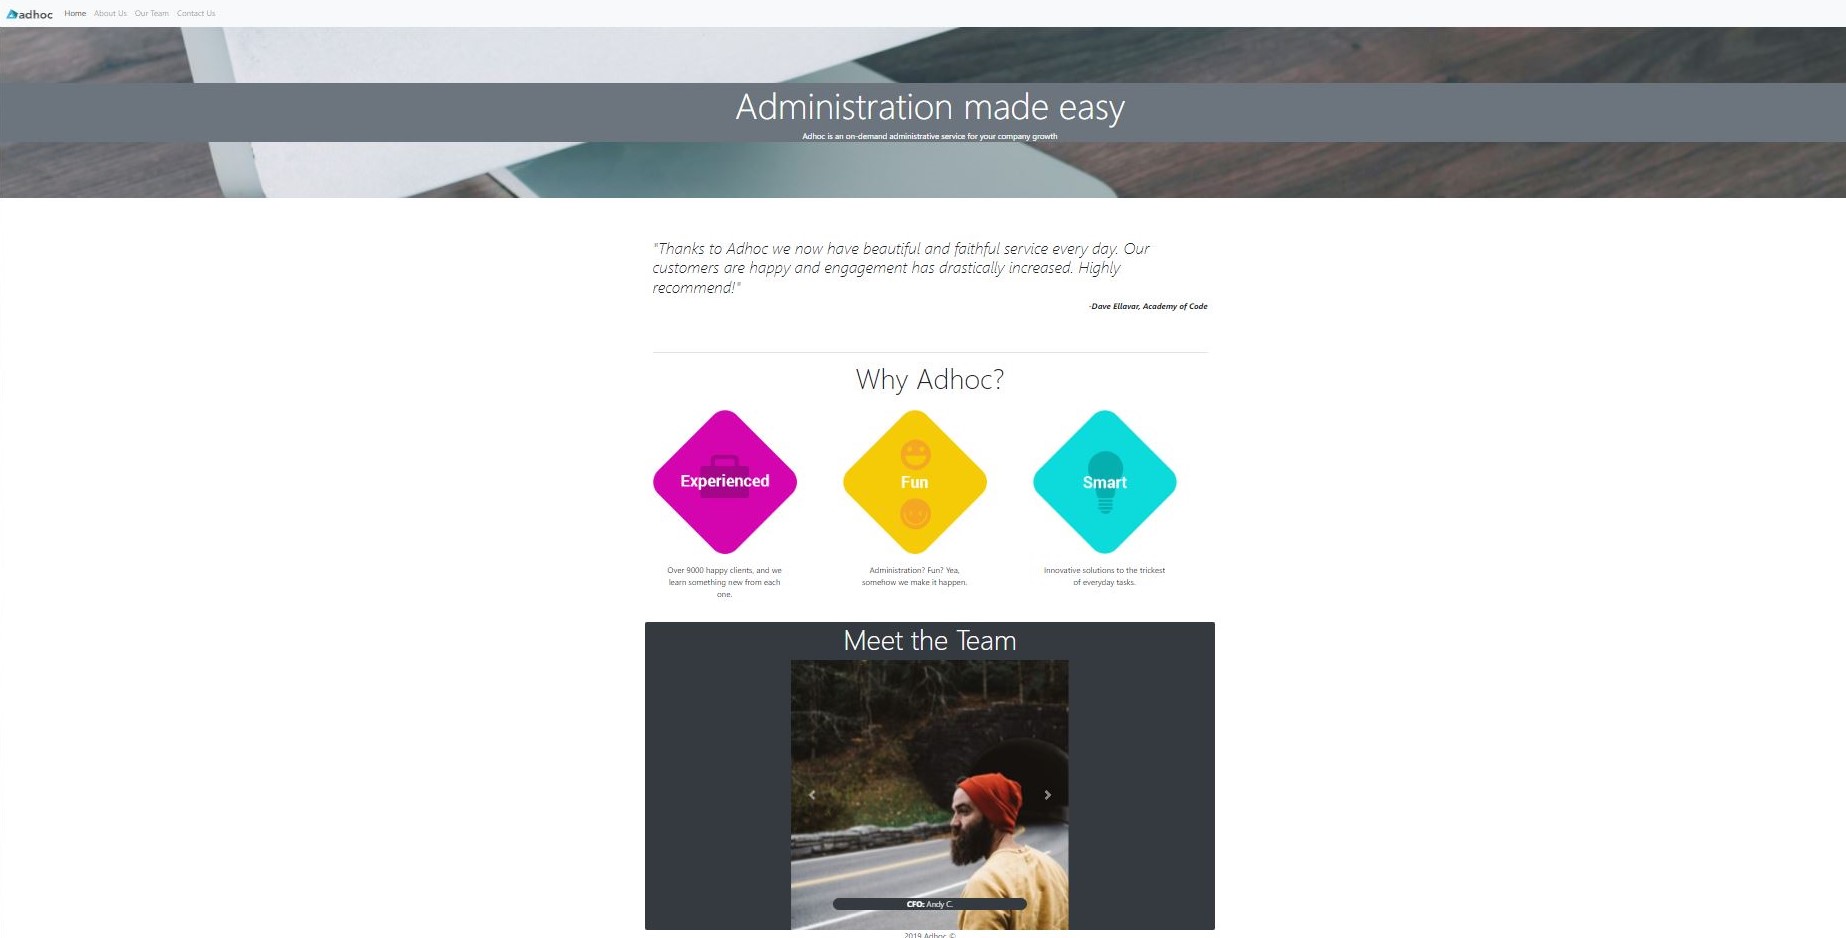 adhoc Home About Us Our Team Contact Us
Administration made easy
Adhoc is an on-demand administrative service for your company growth
"Thanks to Adhoc we now have beautiful and faithful service every day. Our
customers are happy and engagement has drastically increased. Highly
recommend!"
-Dave Ellavar, Academy of Code
Why Adhoc?
Experienced
Fun
Smart
Over 9000 happy clients, and we
learn something new from each
one.
Administration? Fun? Yea,
somehow we make it happen.
Innovative solutions to the trickest
of everyday tasks.
Meet the Team
CFO: Andy C.
2019 Adhoc ©